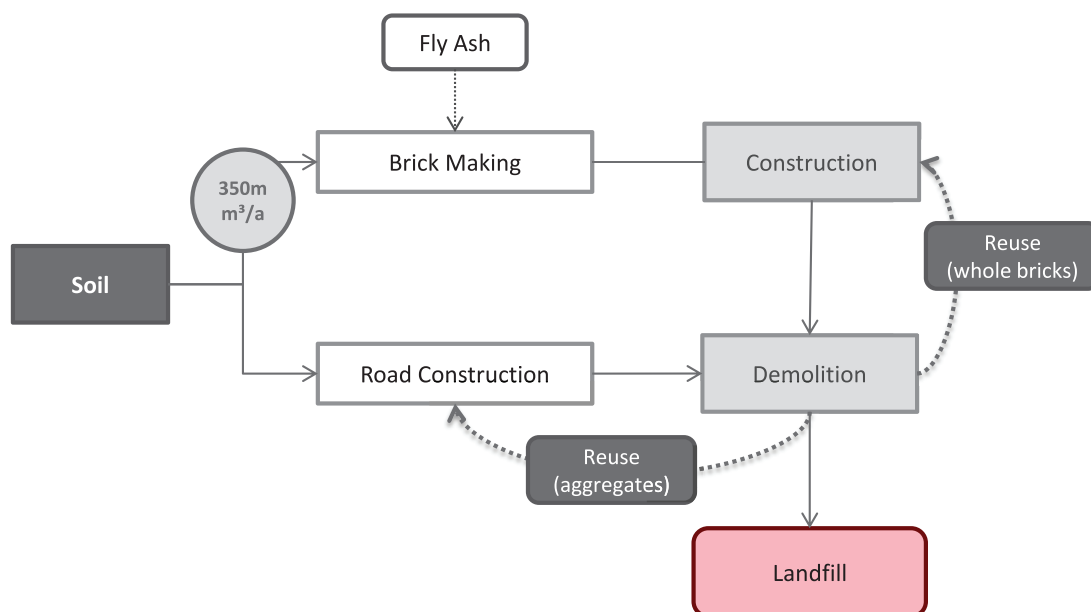 Fly Ash
Brick Making
Construction
350m
m³/a
Reuse
(whole bricks)
Soil
Road Construction
Demolition
Reuse
(aggregates)
Landfill